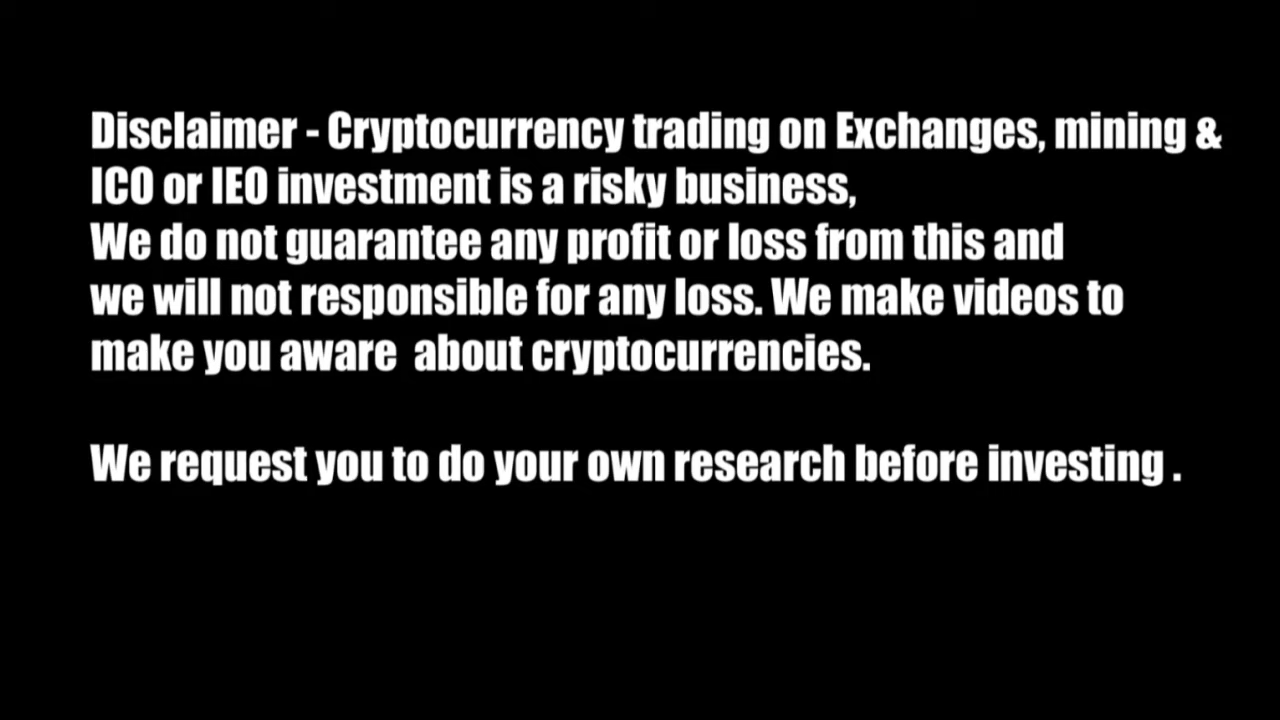 Disclaimer - Cryptocurrency trading on Exchanges, mining &
ICO or IEO investment is a risky business,
We do not guarantee any profit or loss from this and
we will not responsible for any loss. We make videos to
make you aware  about cryptocurrencies.
We request you to do your own research before investing .